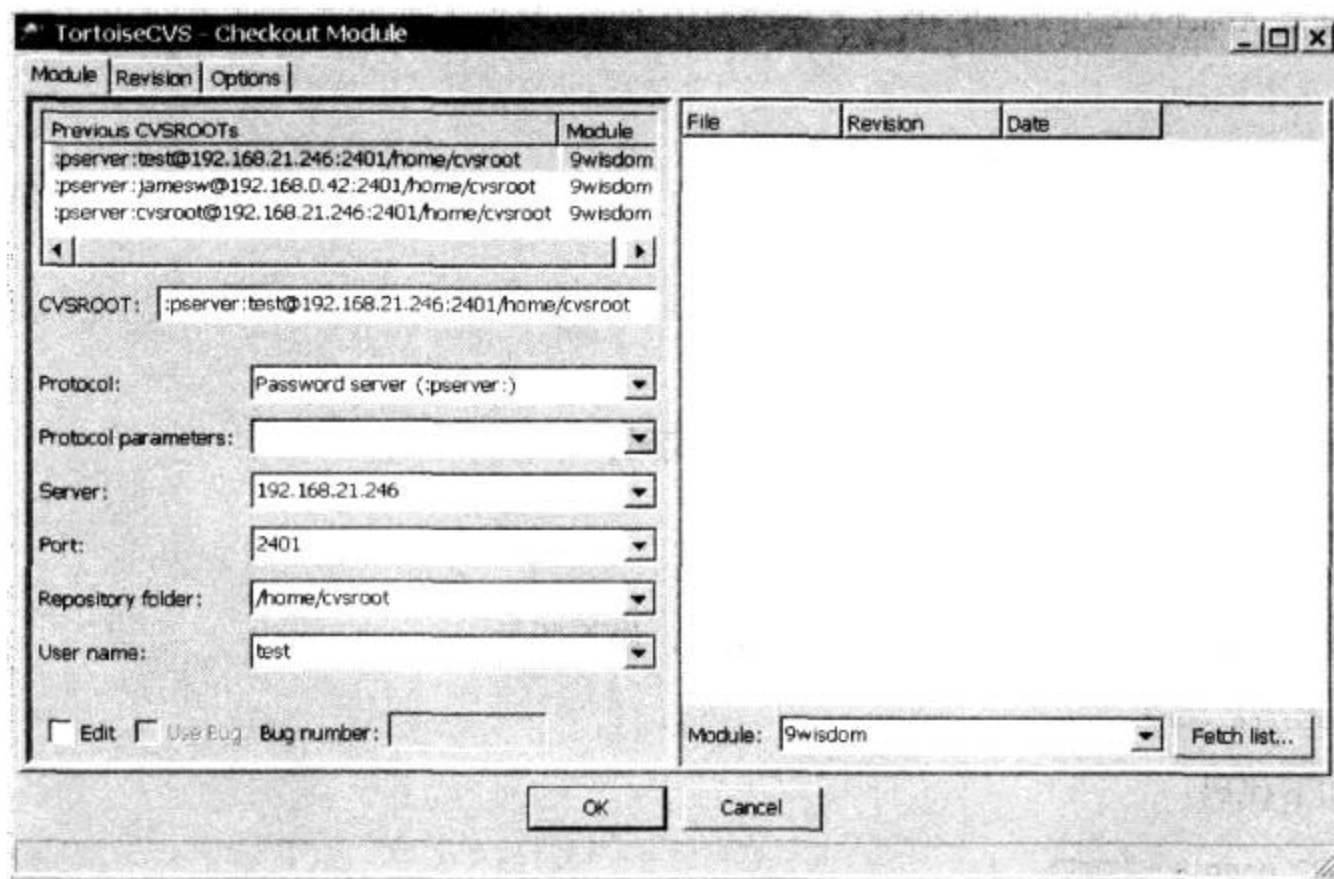 TortoiseCVS - Checkout Module
Module Revision Options
Previous CVSROOTs Module
:pserver:test@192.168.21.246:2401/home/cvsroot 9wisdom
:pserver:jamesw@192.168.0.42:2401/home/cvsroot 9wisdom
:pserver:cvsroot@192.168.21.246:2401/home/cvsroot 9wisdom
CVSROOT: :pserver:test@192.168.21.246:2401/home/cvsroot
Protocol: Password server (:pserver:)
Protocol parameters:
Server: 192.168.21.246
Port: 2401
Repository folder: /home/cvsroot
User name: test
Edit Use Bug Bug number:
File Revision Date
Module: 9wisdom Fetch list...
OK Cancel